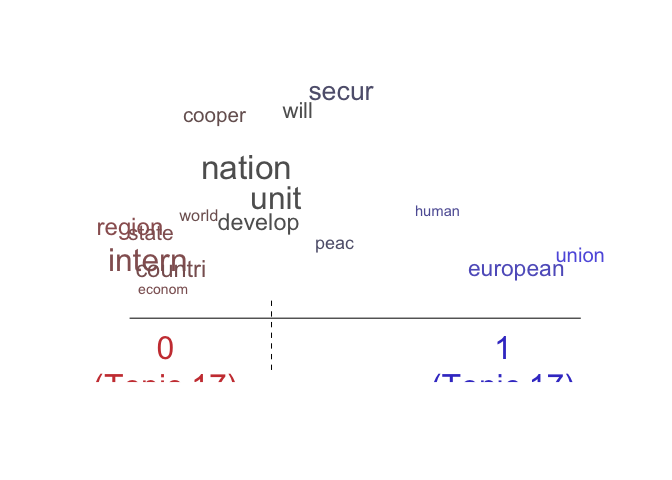 secur
cooper will
nation
unit
world human
develop
region
state
peac
union
intern
countri european
econom
0 1
(Topic 17) (Topic 17)